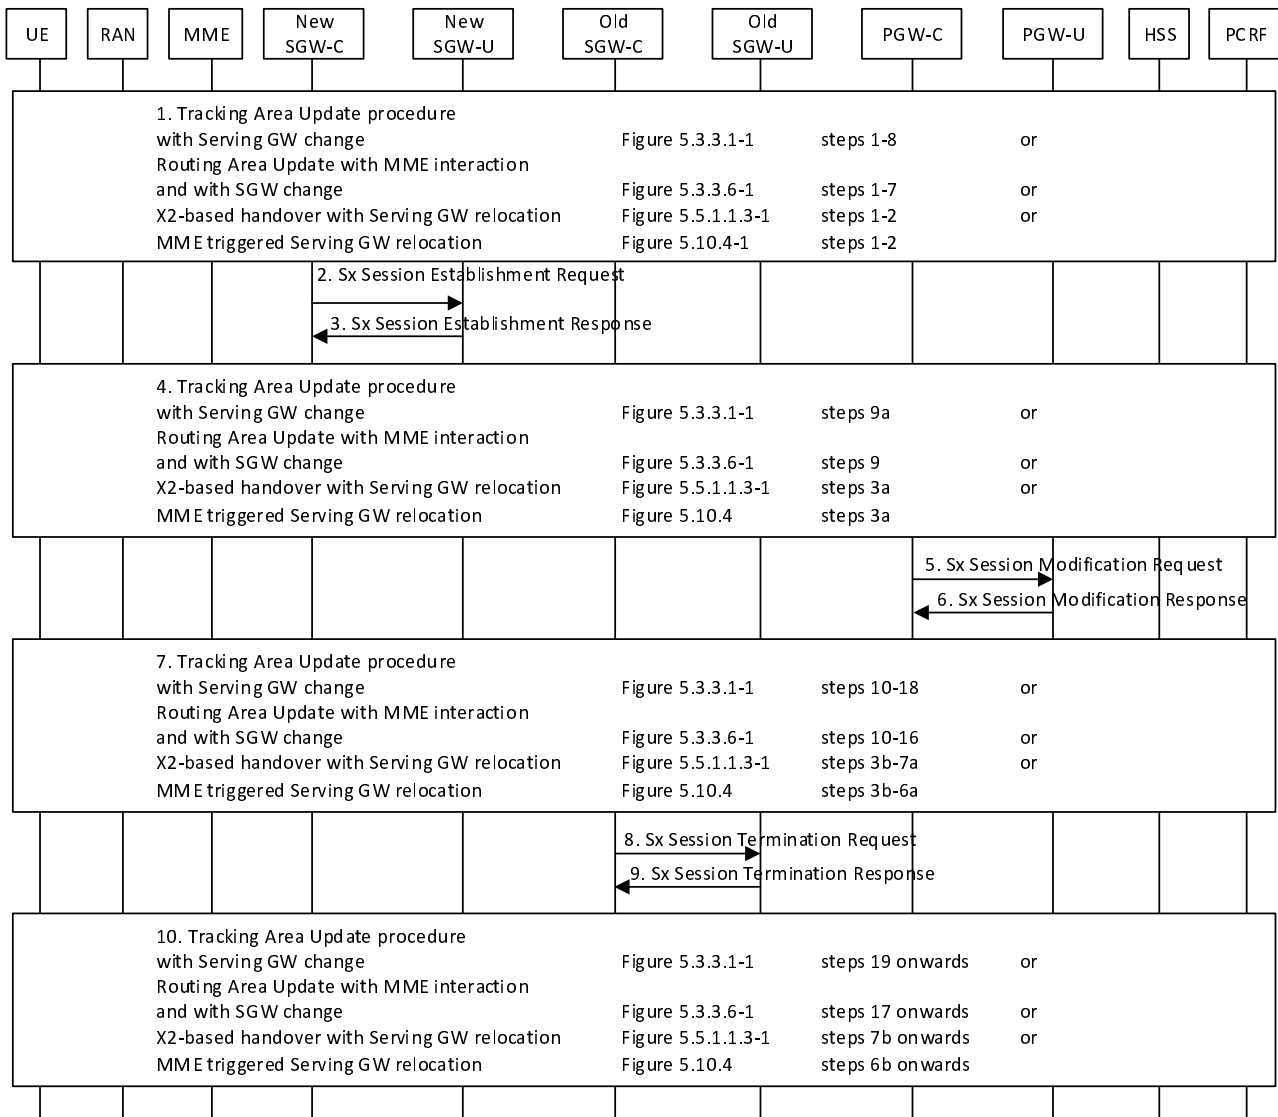 UE RAN MME New SGW-C New SGW-U Old SGW-C Old SGW-U PGW-C PGW-U HSS PCRF
1. Tracking Area Update procedure
with Serving GW change Figure 5.3.3.1-1 steps 1-8 or
Routing Area Update with MME interaction
and with SGW change Figure 5.3.3.6-1 steps 1-7 or
X2-based handover with Serving GW relocation Figure 5.5.1.1.3-1 steps 1-2 or
MME triggered Serving GW relocation Figure 5.10.4-1 steps 1-2
2. Sx Session Establishment Request
3. Sx Session Establishment Response
4. Tracking Area Update procedure
with Serving GW change Figure 5.3.3.1-1 steps 9a or
Routing Area Update with MME interaction
and with SGW change Figure 5.3.3.6-1 steps 9 or
X2-based handover with Serving GW relocation Figure 5.5.1.1.3-1 steps 3a or
MME triggered Serving GW relocation Figure 5.10.4 steps 3a
5. Sx Session Modification Request
6. Sx Session Modification Response
7. Tracking Area Update procedure
with Serving GW change Figure 5.3.3.1-1 steps 10-18 or
Routing Area Update with MME interaction
and with SGW change Figure 5.3.3.6-1 steps 10-16 or
X2-based handover with Serving GW relocation Figure 5.5.1.1.3-1 steps 3b-7a or
MME triggered Serving GW relocation Figure 5.10.4 steps 3b-6a
8. Sx Session Termination Request
9. Sx Session Termination Response
10. Tracking Area Update procedure
with Serving GW change Figure 5.3.3.1-1 steps 19 onwards or
Routing Area Update with MME interaction
and with SGW change Figure 5.3.3.6-1 steps 17 onwards or
X2-based handover with Serving GW relocation Figure 5.5.1.1.3-1 steps 7b onwards or
MME triggered Serving GW relocation Figure 5.10.4 steps 6b onwards